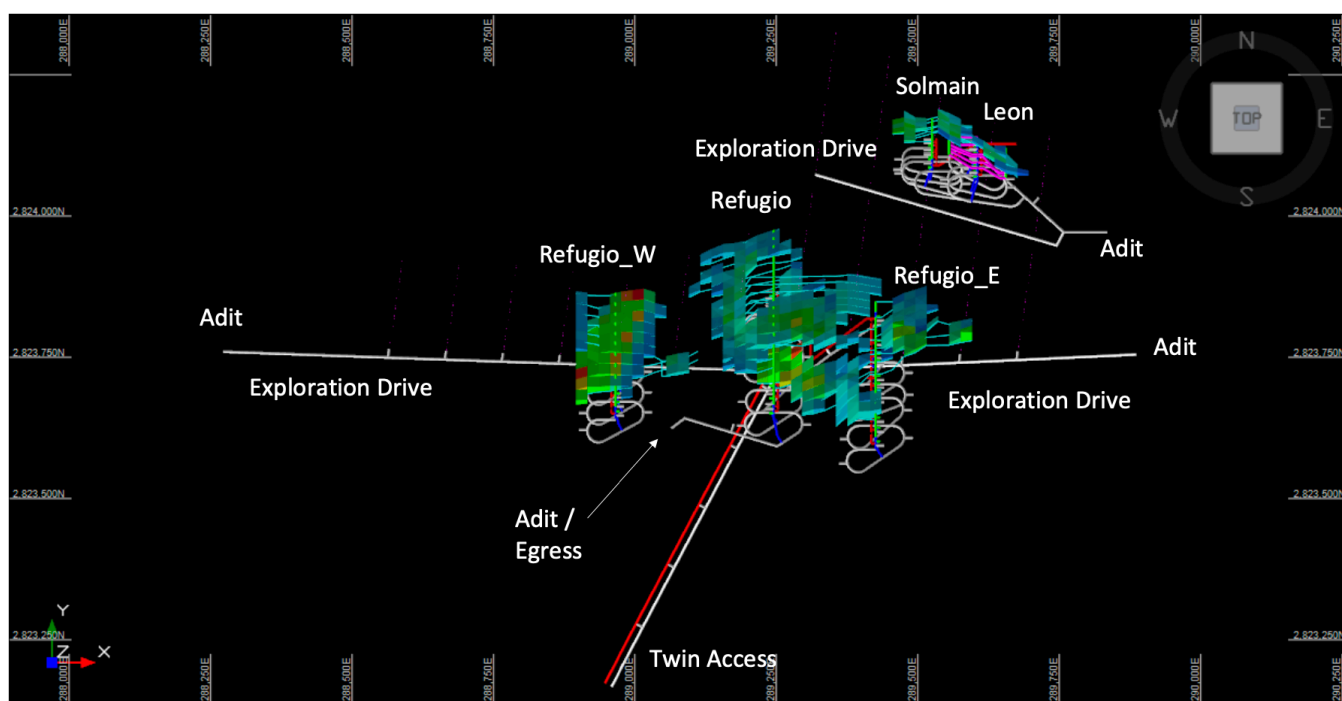 288,000E
288,250E
288,500E
288,750E
289,000E
289,250E
289,500E
289,750E
290,000E
290,250E
N
W
TOP
E
S
Solmain
Leon
Exploration Drive
Refugio
2,824,000N
2,824,000N
Adit
Refugio_W
Refugio_E
Adit
Adit
2,823,750N
2,823,750N
Exploration Drive
Exploration Drive
2,823,500N
2,823,500N
Adit /
Egress
Y
2,823,250N
2,823,250N
Z
X
Twin Access
288,000E
288,250E
288,500E
288,750E
289,000E
289,250E
289,500E
289,750E
290,000E
290,250E